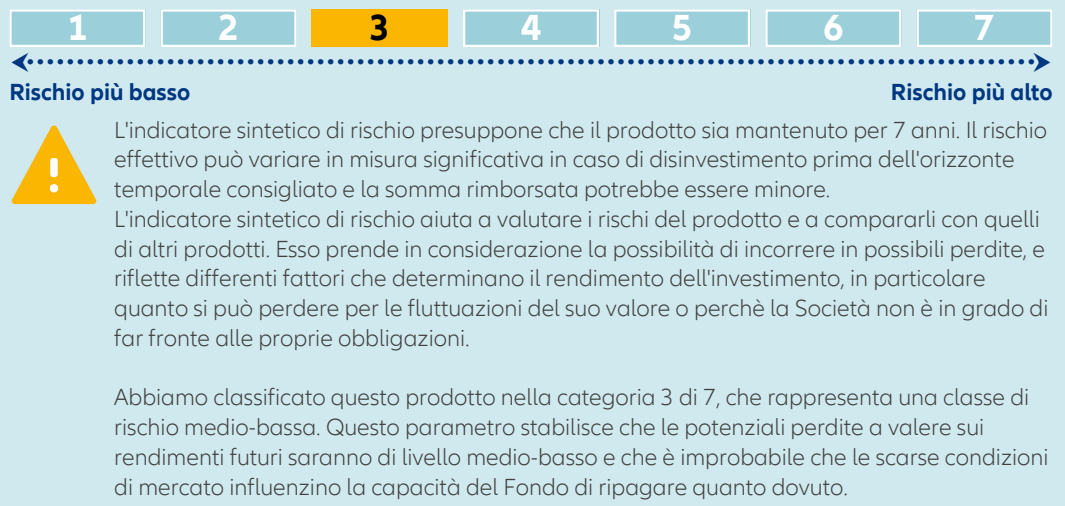 1 2 3 4 5 6 7
Rischio più basso Rischio più alto
L'indicatore sintetico di rischio presuppone che il prodotto sia mantenuto per 7 anni. Il rischio
effettivo può variare in misura significativa in caso di disinvestimento prima dell'orizzonte
temporale consigliato e la somma rimborsata potrebbe essere minore.
L'indicatore sintetico di rischio aiuta a valutare i rischi del prodotto e a compararli con quelli
di altri prodotti. Esso prende in considerazione la possibilità di incorrere in possibili perdite, e
riflette differenti fattori che determinano il rendimento dell'investimento, in particolare
quanto si può perdere per le fluttuazioni del suo valore o perchè la Società non è in grado di
far fronte alle proprie obbligazioni.
Abbiamo classificato questo prodotto nella categoria 3 di 7, che rappresenta una classe di
rischio medio-bassa. Questo parametro stabilisce che le potenziali perdite a valere sui
rendimenti futuri saranno di livello medio-basso e che è improbabile che le scarse condizioni
di mercato influenzino la capacità del Fondo di ripagare quanto dovuto.